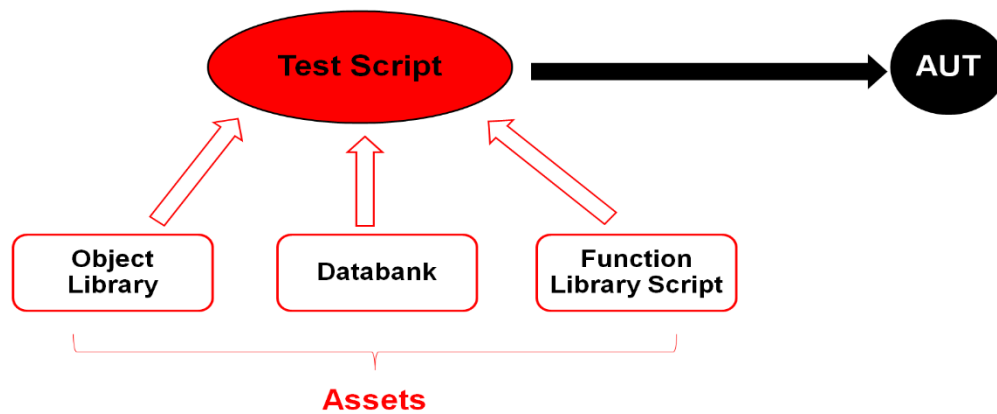 Test Script
AUT
Object
Library
Databank
Function
Library Script
Assets